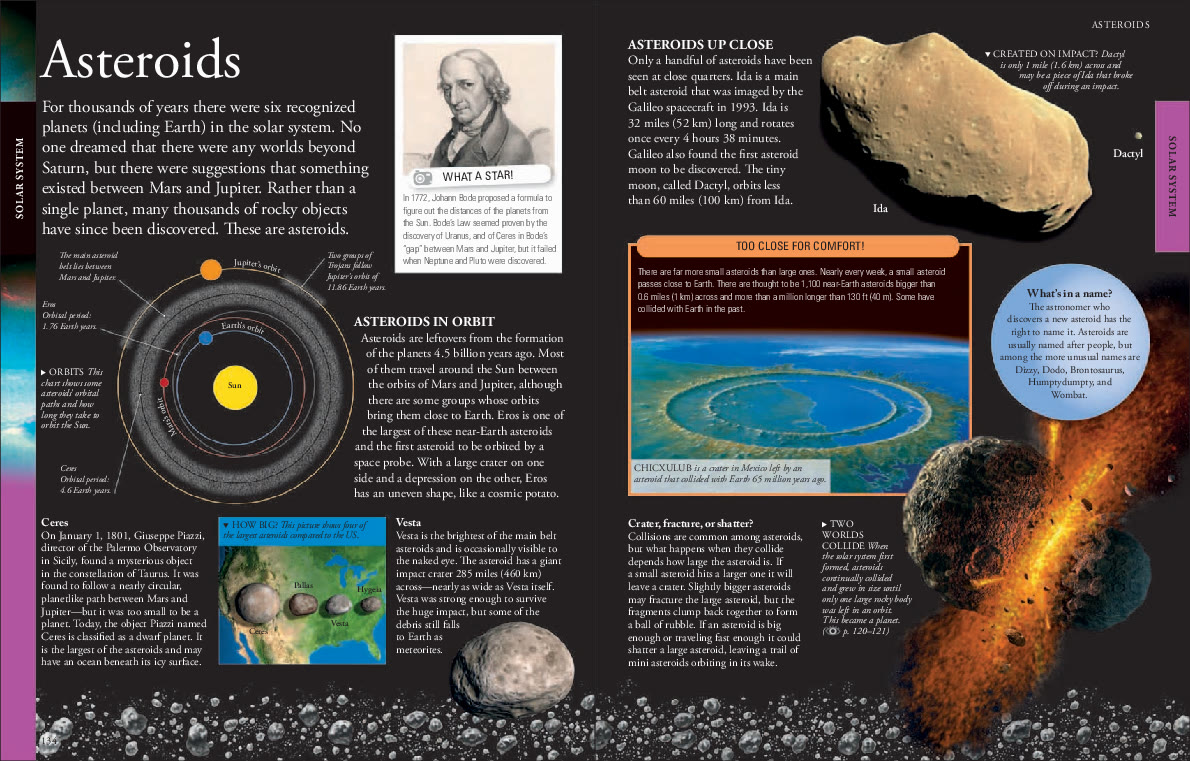 SOLAR SYSTEM
Asteroids
For thousands of years there were six recognized
planets (including Earth) in the solar system. No
one dreamed that there were any worlds beyond
Saturn, but there were suggestions that something
existed between Mars and Jupiter. Rather than a
single planet, many thousands of rocky objects
have since been discovered. These are asteroids.
WHAT A STAR!
In 1772, Johann Bode proposed a formula to
figure out the distances of the planets from
the Sun. Bode's Law seemed proven by the
discovery of Uranus, and of Ceres in Bode's
"gap" between Mars and Jupiter, but it failed
when Neptune and Pluto were discovered.
The main asteroid
belt lies between
Mars and Jupiter.
Two groups of
Trojans follow
Jupiter's orbit of
11.86 Earth years.
Jupiter's orbit
Eros
Orbital period:
1.76 Earth years.
Earth's orbit
Sun
Mars' orbit
▶ ORBITS This
chart shows some
asteroids' orbital
paths and how
long they take to
orbit the Sun.
Ceres
Orbital period:
4.6 Earth years.
ASTEROIDS IN ORBIT
Asteroids are leftovers from the formation
of the planets 4.5 billion years ago. Most
of them travel around the Sun between
the orbits of Mars and Jupiter, although
there are some groups whose orbits
bring them close to Earth. Eros is one of
the largest of these near-Earth asteroids
and the first asteroid to be orbited by a
space probe. With a large crater on one
side and a depression on the other, Eros
has an uneven shape, like a cosmic potato.
Ceres
On January 1, 1801, Giuseppe Piazzi,
director of the Palermo Observatory
in Sicily, found a mysterious object
in the constellation of Taurus. It was
found to follow a nearly circular,
planetlike path between Mars and
Jupiter—but it was too small to be a
planet. Today, the object Piazzi named
Ceres is classified as a dwarf planet. It
is the largest of the asteroids and may
have an ocean beneath its icy surface.
▼ HOW BIG? This picture shows four of
the largest asteroids compared to the US.
Pallas
Hygeia
Ceres
Vesta
Vesta
Vesta is the brightest of the main belt
asteroids and is occasionally visible to
the naked eye. The asteroid has a giant
impact crater 285 miles (460 km)
across—nearly as wide as Vesta itself.
Vesta was strong enough to survive
the huge impact, but some of the
debris still falls
to Earth as
meteorites.
134
ASTEROIDS
ASTEROIDS UP CLOSE
Only a handful of asteroids have been
seen at close quarters. Ida is a main
belt asteroid that was imaged by the
Galileo spacecraft in 1993. Ida is
32 miles (52 km) long and rotates
once every 4 hours 38 minutes.
Galileo also found the first asteroid
moon to be discovered. The tiny
moon, called Dactyl, orbits less
than 60 miles (100 km) from Ida.
▼ CREATED ON IMPACT? Dactyl
is only 1 mile (1.6 km) across and
may be a piece of Ida that broke
off during an impact.
Dactyl
Ida
SOLAR SYSTEM
TOO CLOSE FOR COMFORT!
There are far more small asteroids than large ones. Nearly every week, a small asteroid
passes close to Earth. There are thought to be 1,100 near-Earth asteroids bigger than
0.6 miles (1 km) across and more than a million longer than 130 ft (40 m). Some have
collided with Earth in the past.
CHICXULUB is a crater in Mexico left by an
asteroid that collided with Earth 65 million years ago.
What's in a name?
The astronomer who
discovers a new asteroid has the
right to name it. Asteroids are
usually named after people, but
among the more unusual names are
Dizzy, Dodo, Brontosaurus,
Humptydumpty, and
Wombat.
Crater, fracture, or shatter?
Collisions are common among asteroids,
but what happens when they collide
depends how large the asteroid is. If
a small asteroid hits a larger one it will
leave a crater. Slightly bigger asteroids
may fracture the large asteroid, but the
fragments clump back together to form
a ball of rubble. If an asteroid is big
enough or traveling fast enough it could
shatter a large asteroid, leaving a trail of
mini asteroids orbiting in its wake.
▶ TWO
WORLDS
COLLIDE When
the solar system first
formed, asteroids
continually collided
and grew in size until
only one large rocky body
was left in an orbit.
This became a planet.
( p. 120–121)